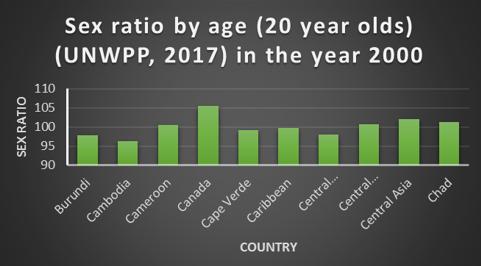 Sex ratio by age (20 year olds)
(UNWPP, 2017) in the year 2000
SEX RATIO
110
105
100
95
90
Burundi
Cambodia
Cameroon
Canada
Cape Verde
Caribbean
Central...
Central...
Central Asia
Chad
COUNTRY